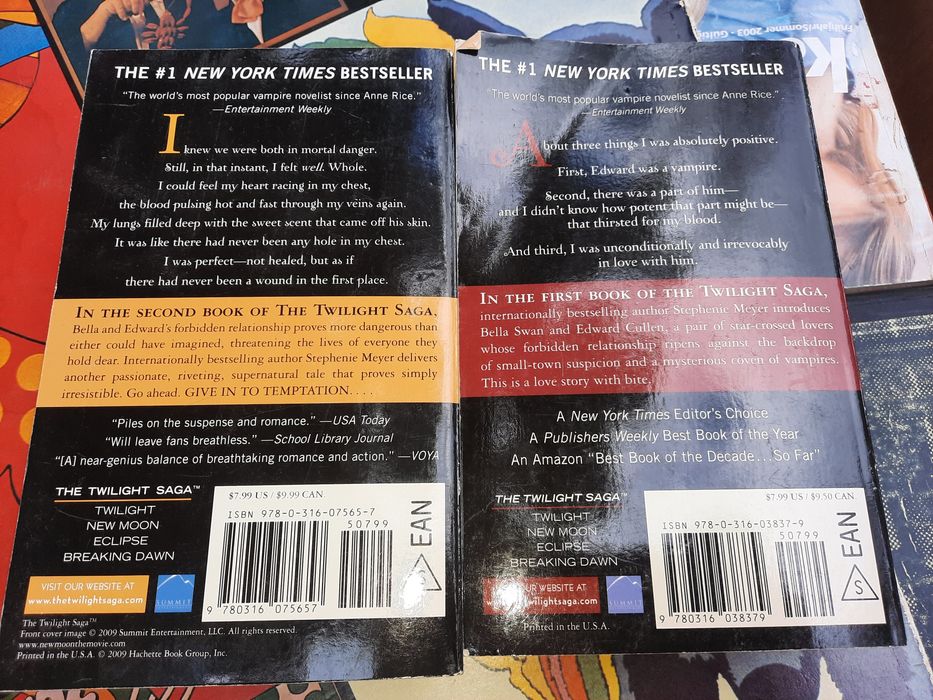 Frühjahr/Sommer 2003 - Gülti
THE #1 NEW YORK TIMES BESTSELLER
"The world's most popular vampire novelist since Anne Rice."
—Entertainment Weekly
I knew we were both in mortal danger.
Still, in that instant, I felt well. Whole.
I could feel my heart racing in my chest,
the blood pulsing hot and fast through my veins again.
My lungs filled deep with the sweet scent that came off his skin.
It was like there had never been any hole in my chest.
I was perfect—not healed, but as if
there had never been a wound in the first place.
IN THE SECOND BOOK OF THE TWILIGHT SAGA,
Bella and Edward's forbidden relationship proves more dangerous than
either could have imagined, threatening the lives of everyone they
hold dear. Internationally bestselling author Stephenie Meyer delivers
another passionate, riveting, supernatural tale that proves simply
irresistible. Go ahead. GIVE IN TO TEMPTATION....
"Piles on the suspense and romance." —USA Today
"Will leave fans breathless." —School Library Journal
"[A] near-genius balance of breathtaking romance and action." —VOYA
THE TWILIGHT SAGA™
TWILIGHT
NEW MOON
ECLIPSE
BREAKING DAWN
VISIT OUR WEBSITE AT
www.thetwilightsaga.com
SUMMIT
$7.99 US / $9.99 CAN.
ISBN 978-0-316-07565-7
50799
9 780316 075657
EAN
S
The Twilight Saga™
Front cover image © 2009 Summit Entertainment, LLC. All rights reserved.
www.newmoonthemovie.com
Printed in the U.S.A. © 2009 Hachette Book Group, Inc.
THE #1 NEW YORK TIMES BESTSELLER
"The world's most popular vampire novelist since Anne Rice."
—Entertainment Weekly
About three things I was absolutely positive.
First, Edward was a vampire.
Second, there was a part of him—
and I didn't know how potent that part might be—
that thirsted for my blood.
And third, I was unconditionally and irrevocably
in love with him.
IN THE FIRST BOOK OF THE TWILIGHT SAGA,
internationally bestselling author Stephenie Meyer introduces
Bella Swan and Edward Cullen, a pair of star-crossed lovers
whose forbidden relationship ripens against the backdrop
of small-town suspicion and a mysterious coven of vampires.
This is a love story with bite.
A New York Times Editor's Choice
A Publishers Weekly Best Book of the Year
An Amazon "Best Book of the Decade...So Far"
THE TWILIGHT SAGA™
TWILIGHT
NEW MOON
ECLIPSE
BREAKING DAWN
VISIT OUR WEBSITE AT
www.thetwilightsaga.com
SUMMIT
$7.99 US / $9.50 CAN.
ISBN 978-0-316-03837-9
50799
9 780316 038379
EAN
S
Printed in the U.S.A.